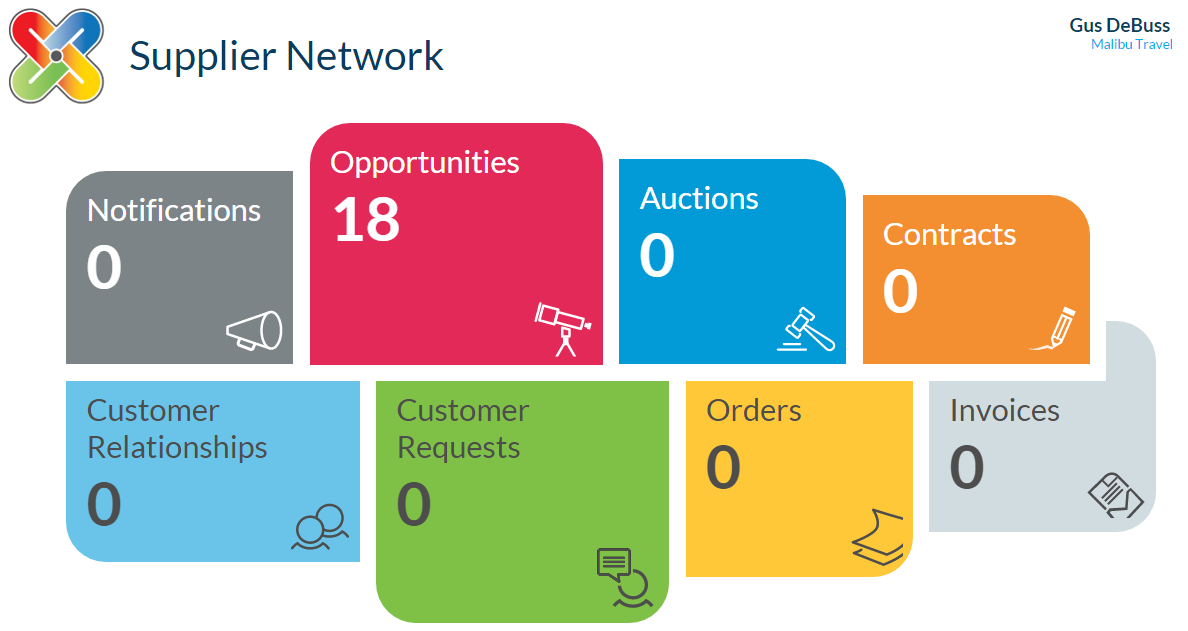 Supplier Network
Gus DeBuss
Malibu Travel
Notifications
0
Opportunities
18
Auctions
0
Contracts
0
Customer
Relationships
0
Customer
Requests
0
Orders
0
Invoices
0